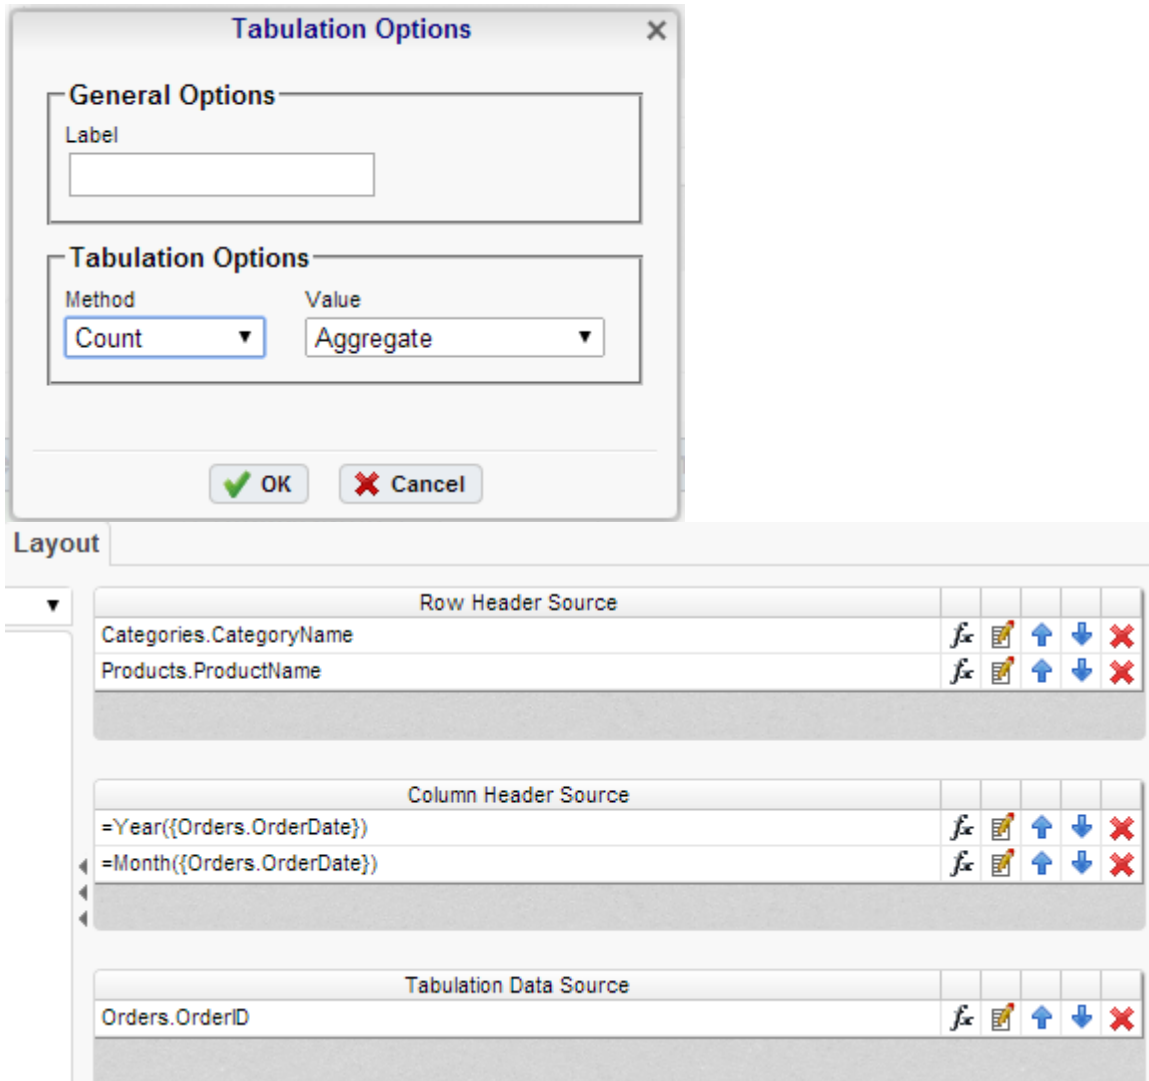 Tabulation Options
General Options
Label
Tabulation Options
Method Value
Count Aggregate
OK Cancel
Layout
Row Header Source
Categories.CategoryName
Products.ProductName
Column Header Source
=Year({Orders.OrderDate})
=Month({Orders.OrderDate})
Tabulation Data Source
Orders.OrderID